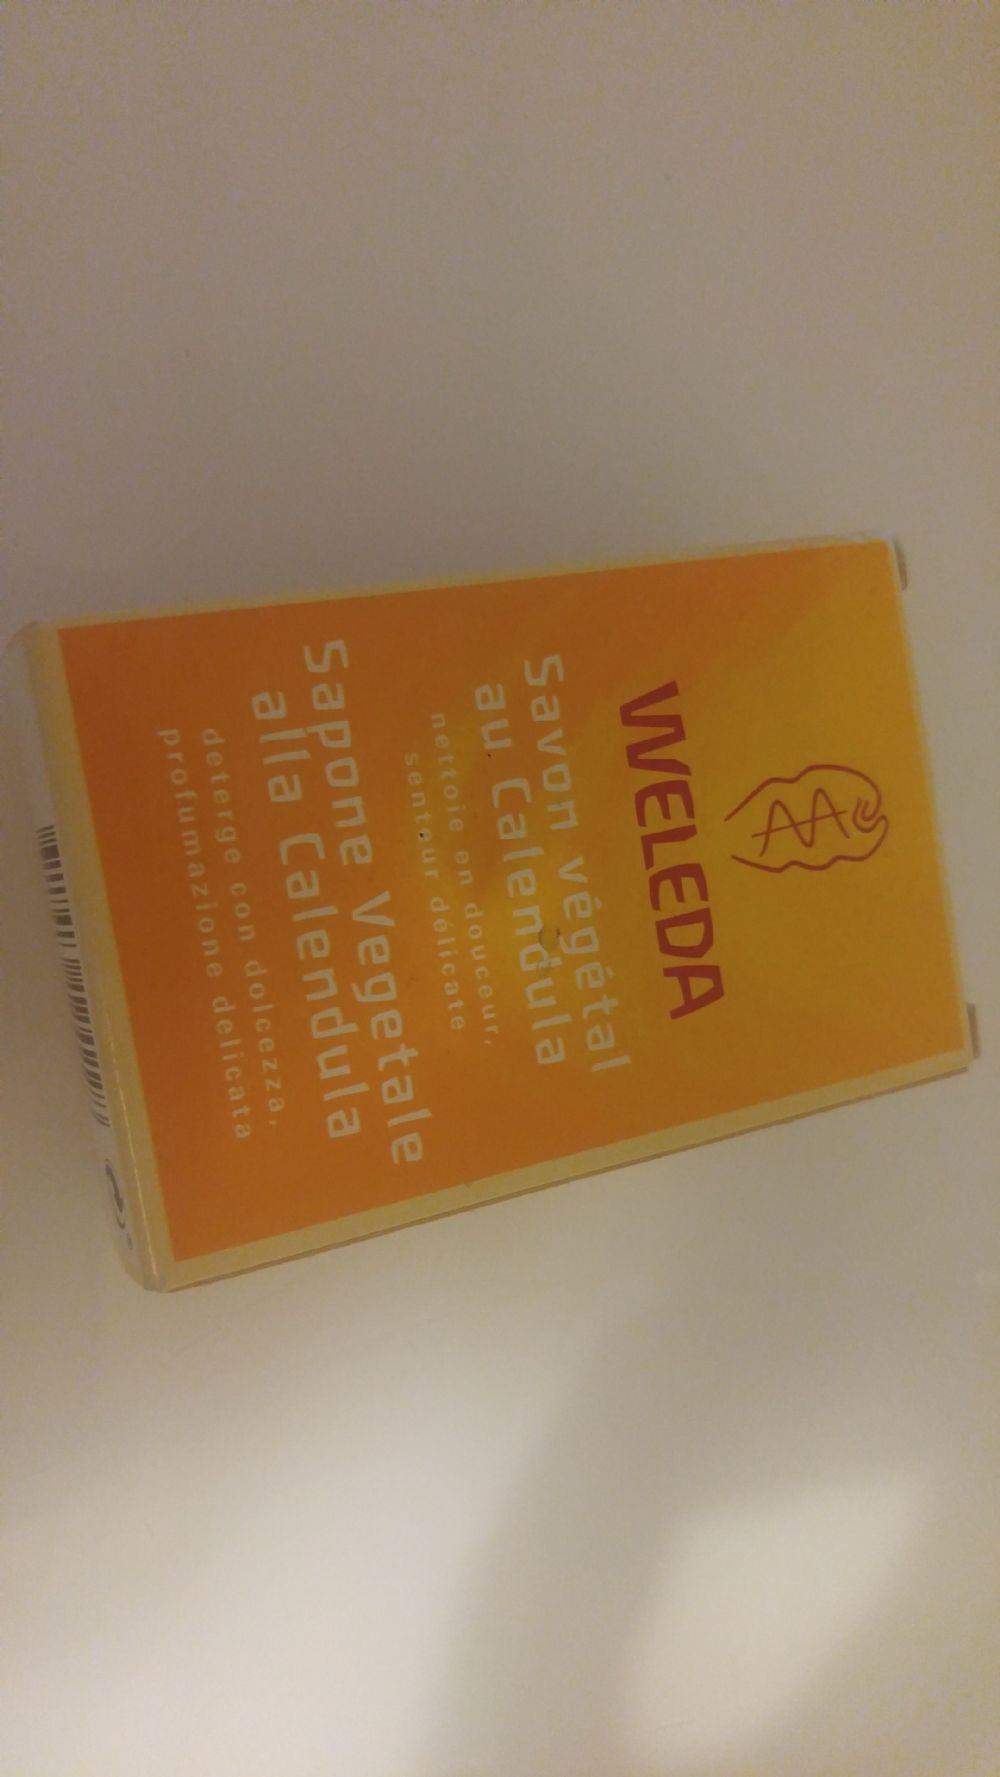 WELEDA
Savon végétal
au Calendula
nettoie en douceur,
senteur délicate
Sapone Vegetale
alla Calendula
deterge con dolcezza,
profumazione delicata